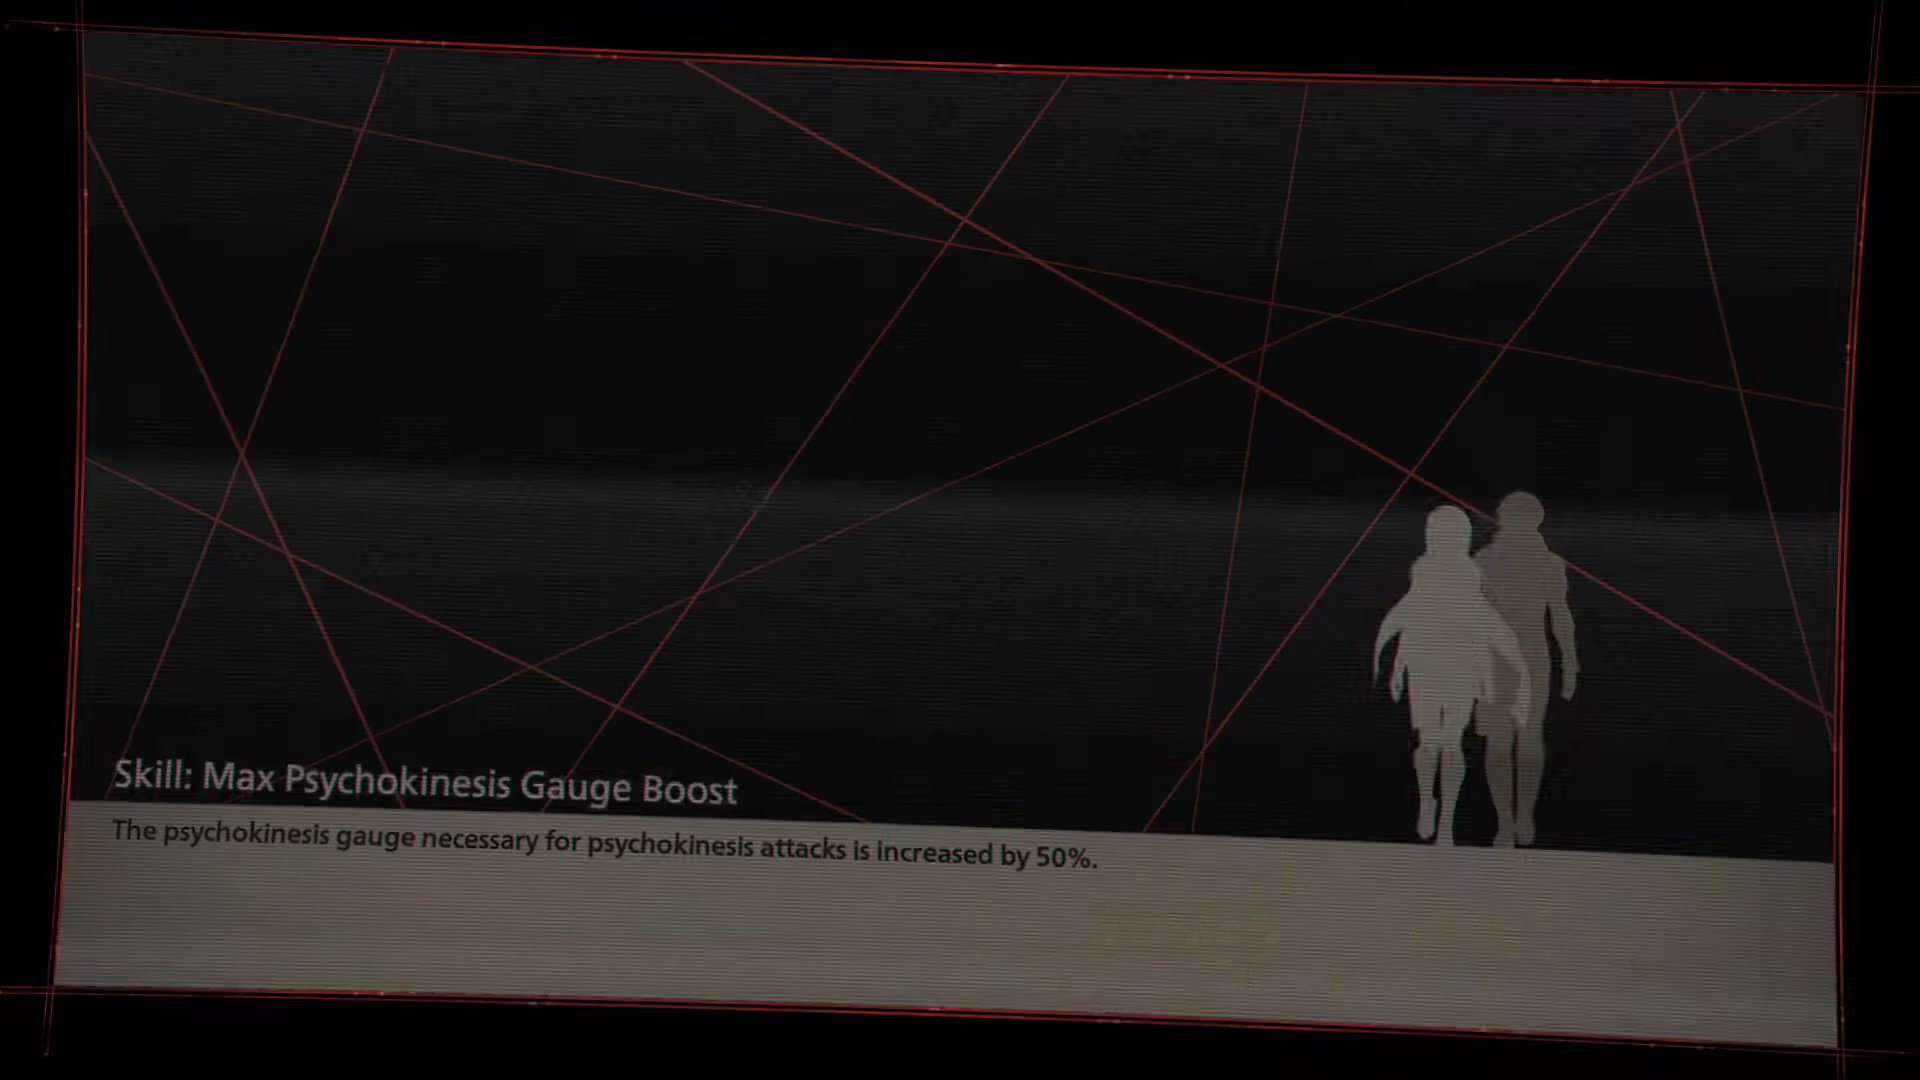 Skill: Max Psychokinesis Gauge Boost
The psychokinesis gauge necessary for psychokinesis attacks is increased by 50%.